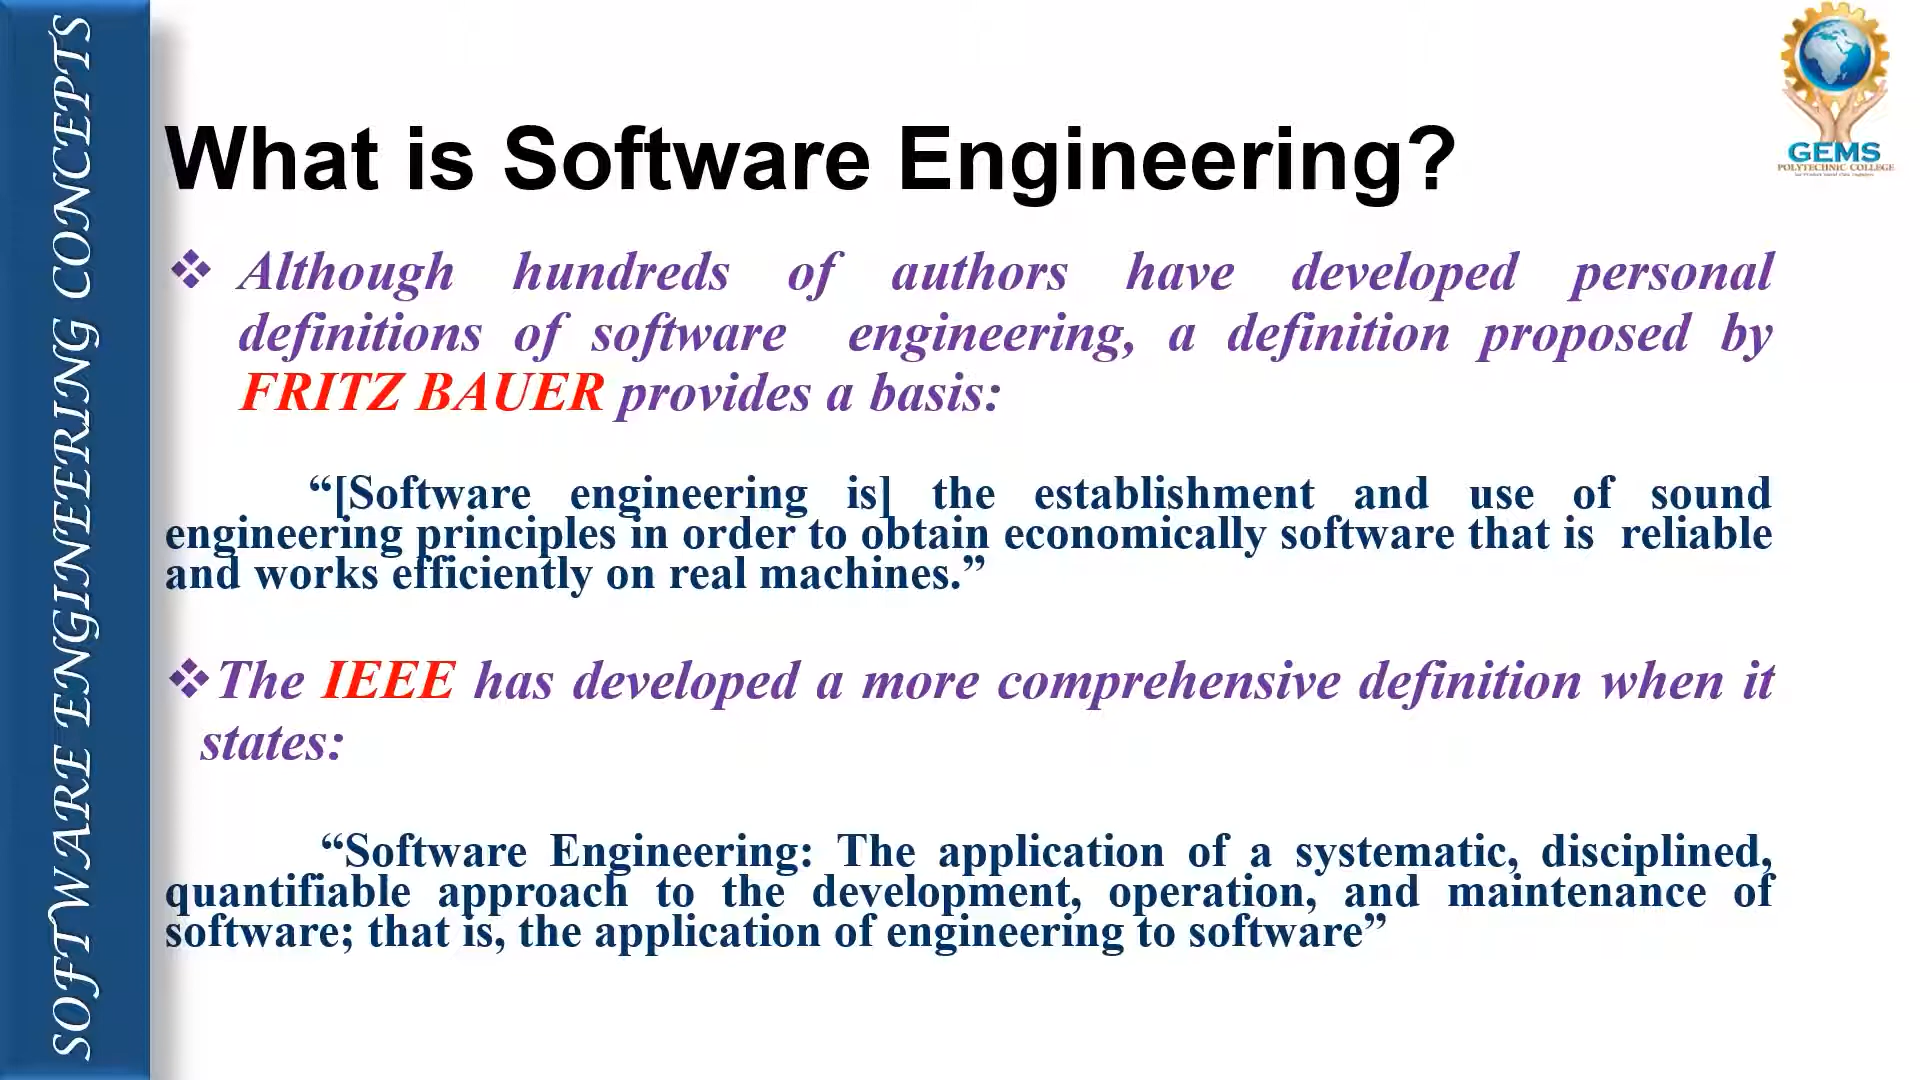 SOFTWARE ENGINEERING CONCEPTS
What is Software Engineering?
GEMS
POLYTECHNIC COLLEGE
❖ Although hundreds of authors have developed personal
definitions of software engineering, a definition proposed by
FRITZ BAUER provides a basis:
“[Software engineering is] the establishment and use of sound
engineering principles in order to obtain economically software that is reliable
and works efficiently on real machines.”
❖The IEEE has developed a more comprehensive definition when it
states:
“Software Engineering: The application of a systematic, disciplined,
quantifiable approach to the development, operation, and maintenance of
software; that is, the application of engineering to software”